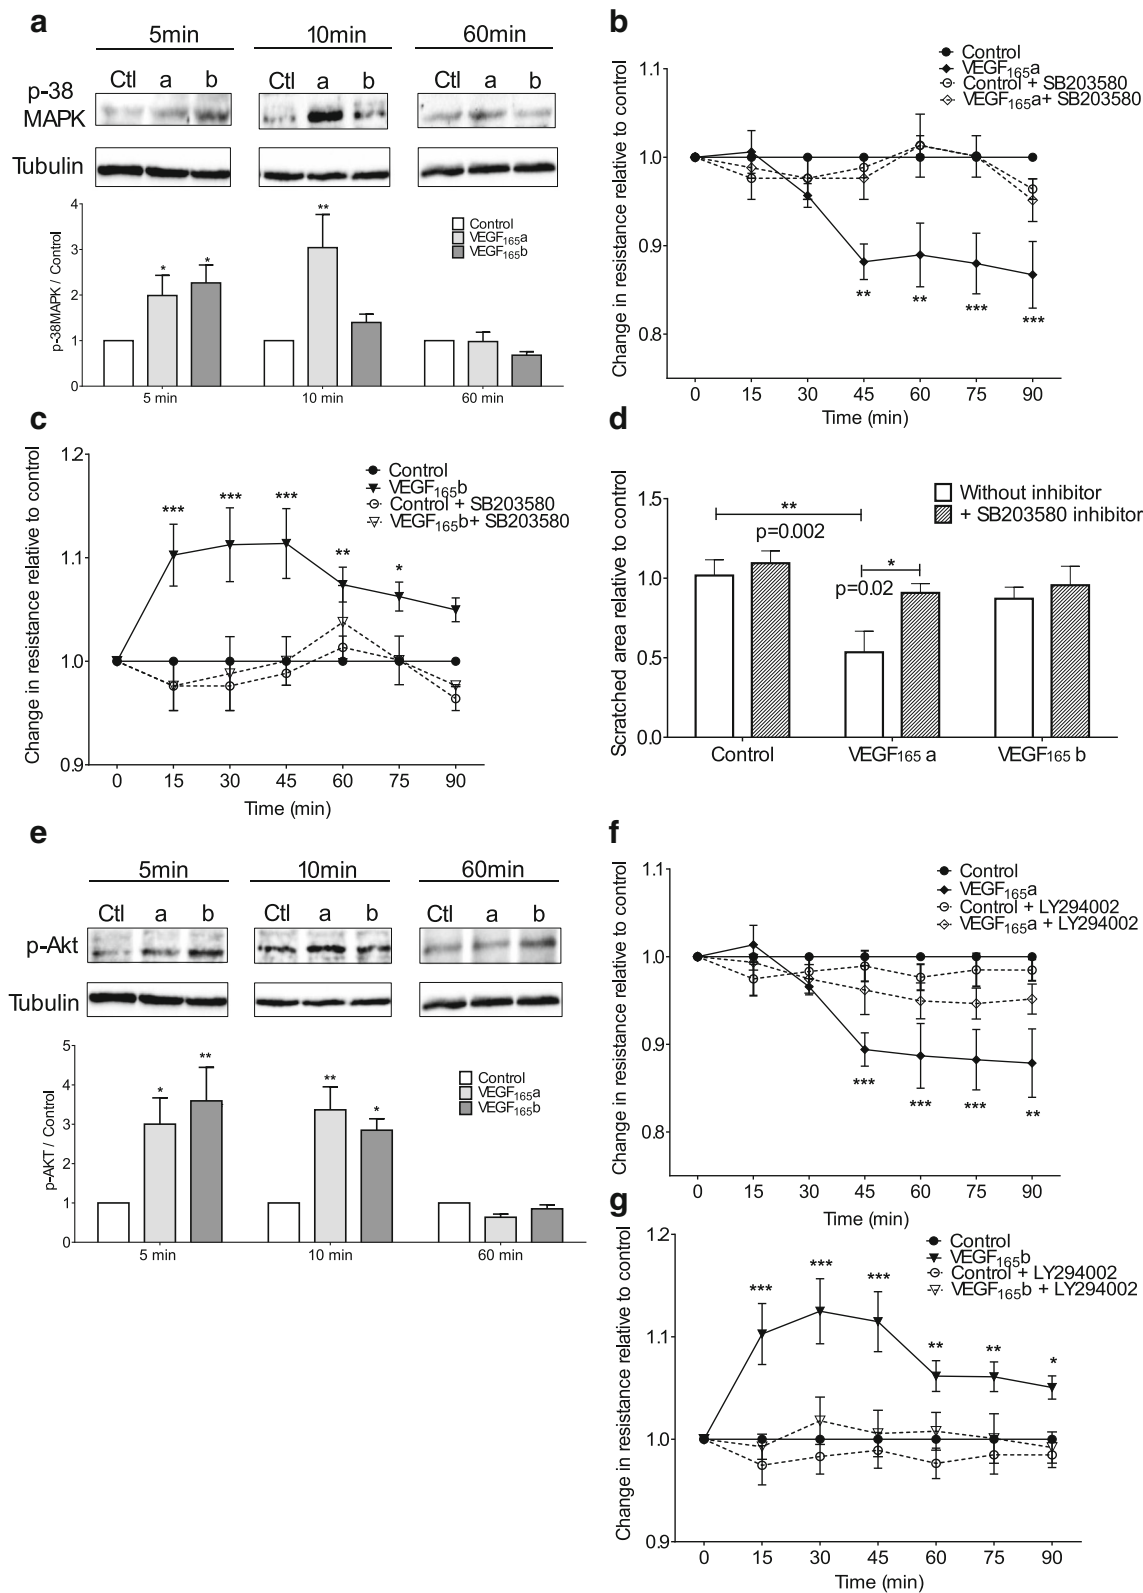 a
5min 10min 60min
Ctl a b Ctl a b Ctl a b
p-38
MAPK
Tubulin
p-38MAPK / Control
4
3
2
1
0
* * **
Control
VEGF165a
VEGF165b
5 min 10 min 60 min
b
Change in resistance relative to control
1.1
1.0
0.9
0.8
Control
VEGF165a
Control + SB203580
VEGF165a+ SB203580
** ** *** ***
0 15 30 45 60 75 90
Time (min)
c
Change in resistance relative to control
1.2
1.1
1.0
0.9
Control
VEGF165b
Control + SB203580
VEGF165b+ SB203580
*** *** *** ** *
0 15 30 45 60 75 90
Time (min)
d
Scratched area relative to control
1.5
1.0
0.5
0.0
Without inhibitor
+ SB203580 inhibitor
**
p=0.002
*
p=0.02
Control VEGF165 a VEGF165 b
e
5min 10min 60min
Ctl a b Ctl a b Ctl a b
p-Akt
Tubulin
p-AKT / Control
5
4
3
2
1
0
* ** ** *
Control
VEGF165a
VEGF165b
5 min 10 min 60 min
f
Change in resistance relative to control
1.1
1.0
0.9
0.8
Control
VEGF165a
Control + LY294002
VEGF165a + LY294002
*** *** *** **
0 15 30 45 60 75 90
Time (min)
g
Change in resistance relative to control
1.2
1.1
1.0
0.9
Control
VEGF165b
Control + LY294002
VEGF165b + LY294002
*** *** *** ** ** *
0 15 30 45 60 75 90
Time (min)